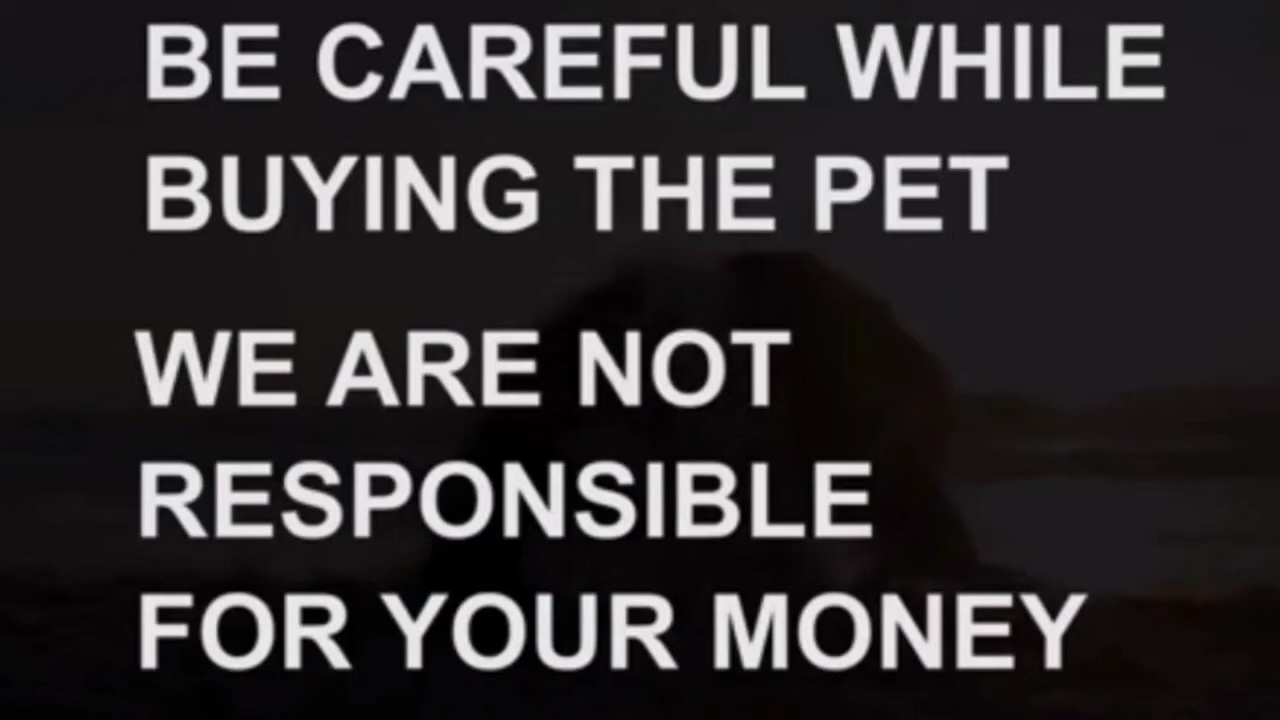 BE CAREFUL WHILE
BUYING THE PET
WE ARE NOT
RESPONSIBLE
FOR YOUR MONEY